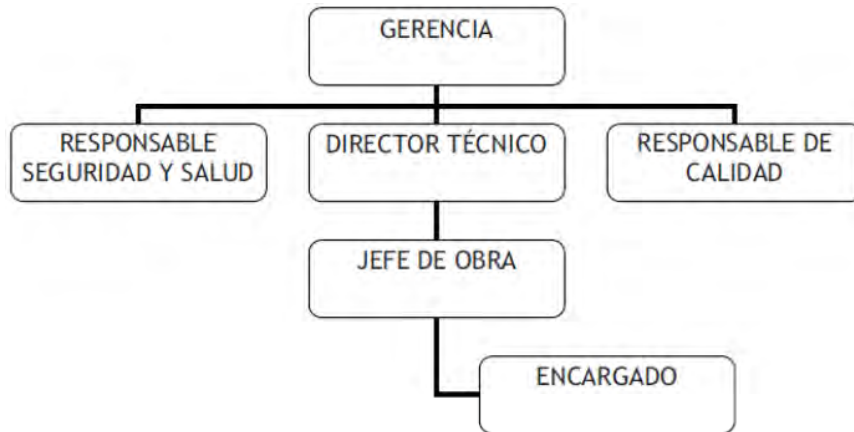 GERENCIA
RESPONSABLE
SEGURIDAD Y SALUD
DIRECTOR TÉCNICO
RESPONSABLE DE
CALIDAD
JEFE DE OBRA
ENCARGADO